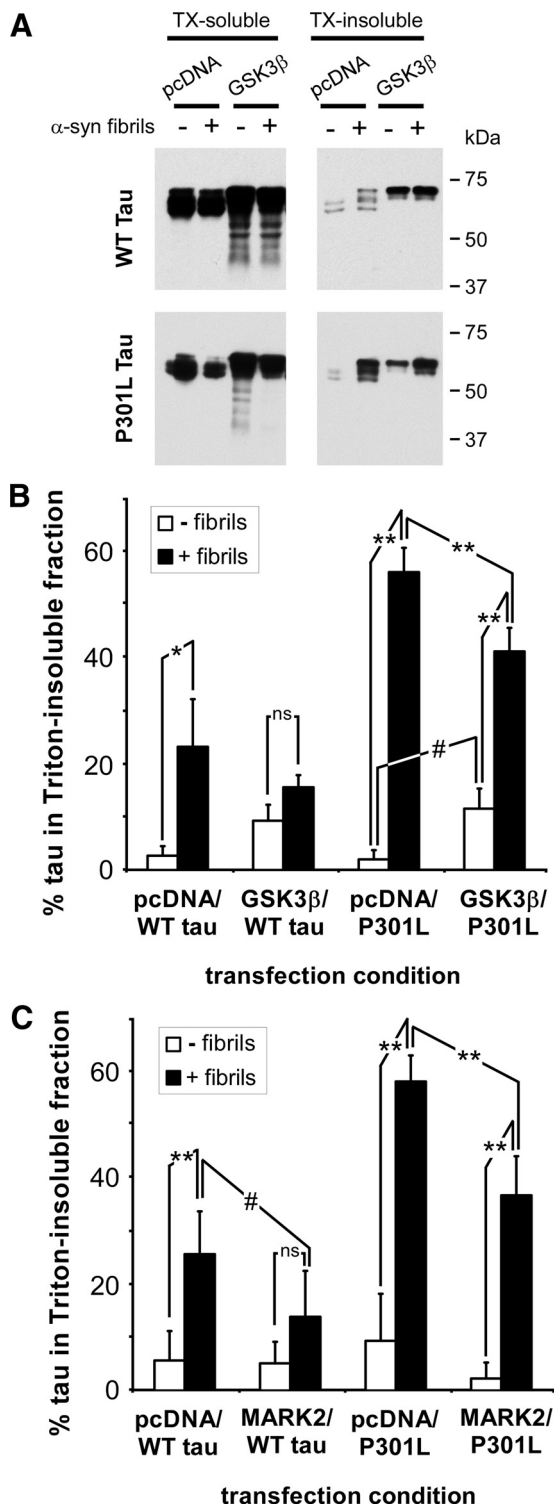 A
TX-soluble TX-insoluble
pcDNA GSK3β pcDNA GSK3β
α-syn fibrils - + - + - + - + kDa
WT Tau
75
50
37
P301L Tau
75
50
37
B
% tau in Triton-insoluble fraction
- fibrils
+ fibrils
60
40
20
0
* ns ** # ** **
pcDNA/ GSK3β/ pcDNA/ GSK3β/
WT tau WT tau P301L P301L
transfection condition
C
% tau in Triton-insoluble fraction
- fibrils
+ fibrils
60
40
20
0
** # ns ** ** **
pcDNA/ MARK2/ pcDNA/ MARK2/
WT tau WT tau P301L P301L
transfection condition